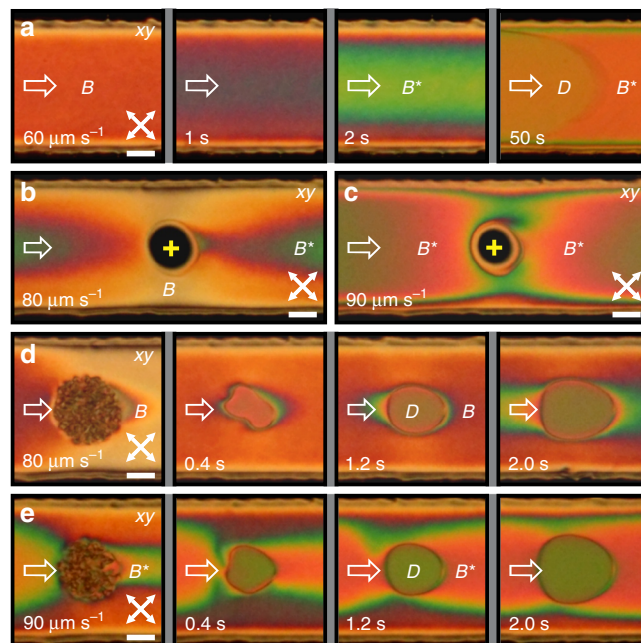 a xy
B
60 μm s⁻¹ 1 s
B*
2 s
D B*
50 s
b xy
B*
B
80 μm s⁻¹
c xy
B* B*
90 μm s⁻¹
d xy
B
80 μm s⁻¹ 0.4 s
D B
1.2 s 2.0 s
e xy
B*
90 μm s⁻¹ 0.4 s
D B*
1.2 s 2.0 s